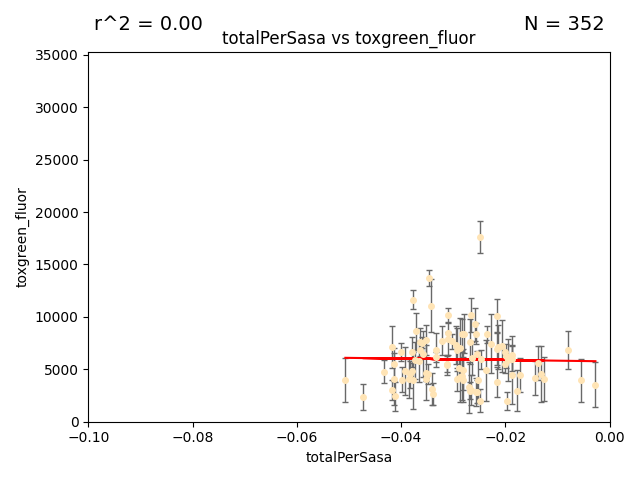 r^2 = 0.00
N = 352
totalPerSasa vs toxgreen_fluor
35000
30000
25000
20000
15000
10000
5000
0
toxgreen_fluor
−0.10
−0.08
−0.06
−0.04
−0.02
0.00
totalPerSasa